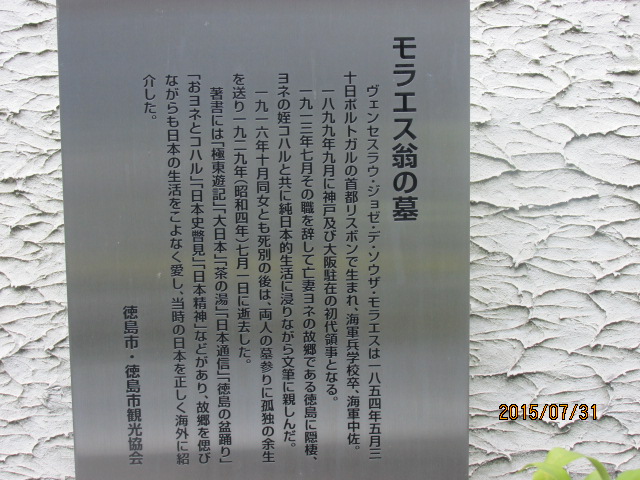 モラエス翁の墓
ヴェンセスラウ・ジョゼ・デ・ソウザ・モラエスは一八五四年五月三
十日ポルトガルの首都リスボンで生まれ、海軍兵学校卒、海軍中佐。
一八九九年九月に神戸及び大阪駐在の初代領事となる。
一九一三年七月その職を辞して亡妻ヨネの故郷である徳島に隠棲、
ヨネの姪コハルと共に純日本的生活に浸りながら文筆に親しんだ。
一九一六年十月同女とも死別の後は、両人の墓参りに孤独の余生
を送り一九二九年（昭和四年）七月一日に逝去した。
著書には「極東遊記」「大日本」「茶の湯」「日本通信」「徳島の盆踊り」
「おヨネとコハル」「日本史瞥見」「日本精神」などがあり、故郷を偲び
ながらも日本の生活をこよなく愛し、当時の日本を正しく海外に紹
介した。
徳島市・徳島市観光協会
2015/07/31